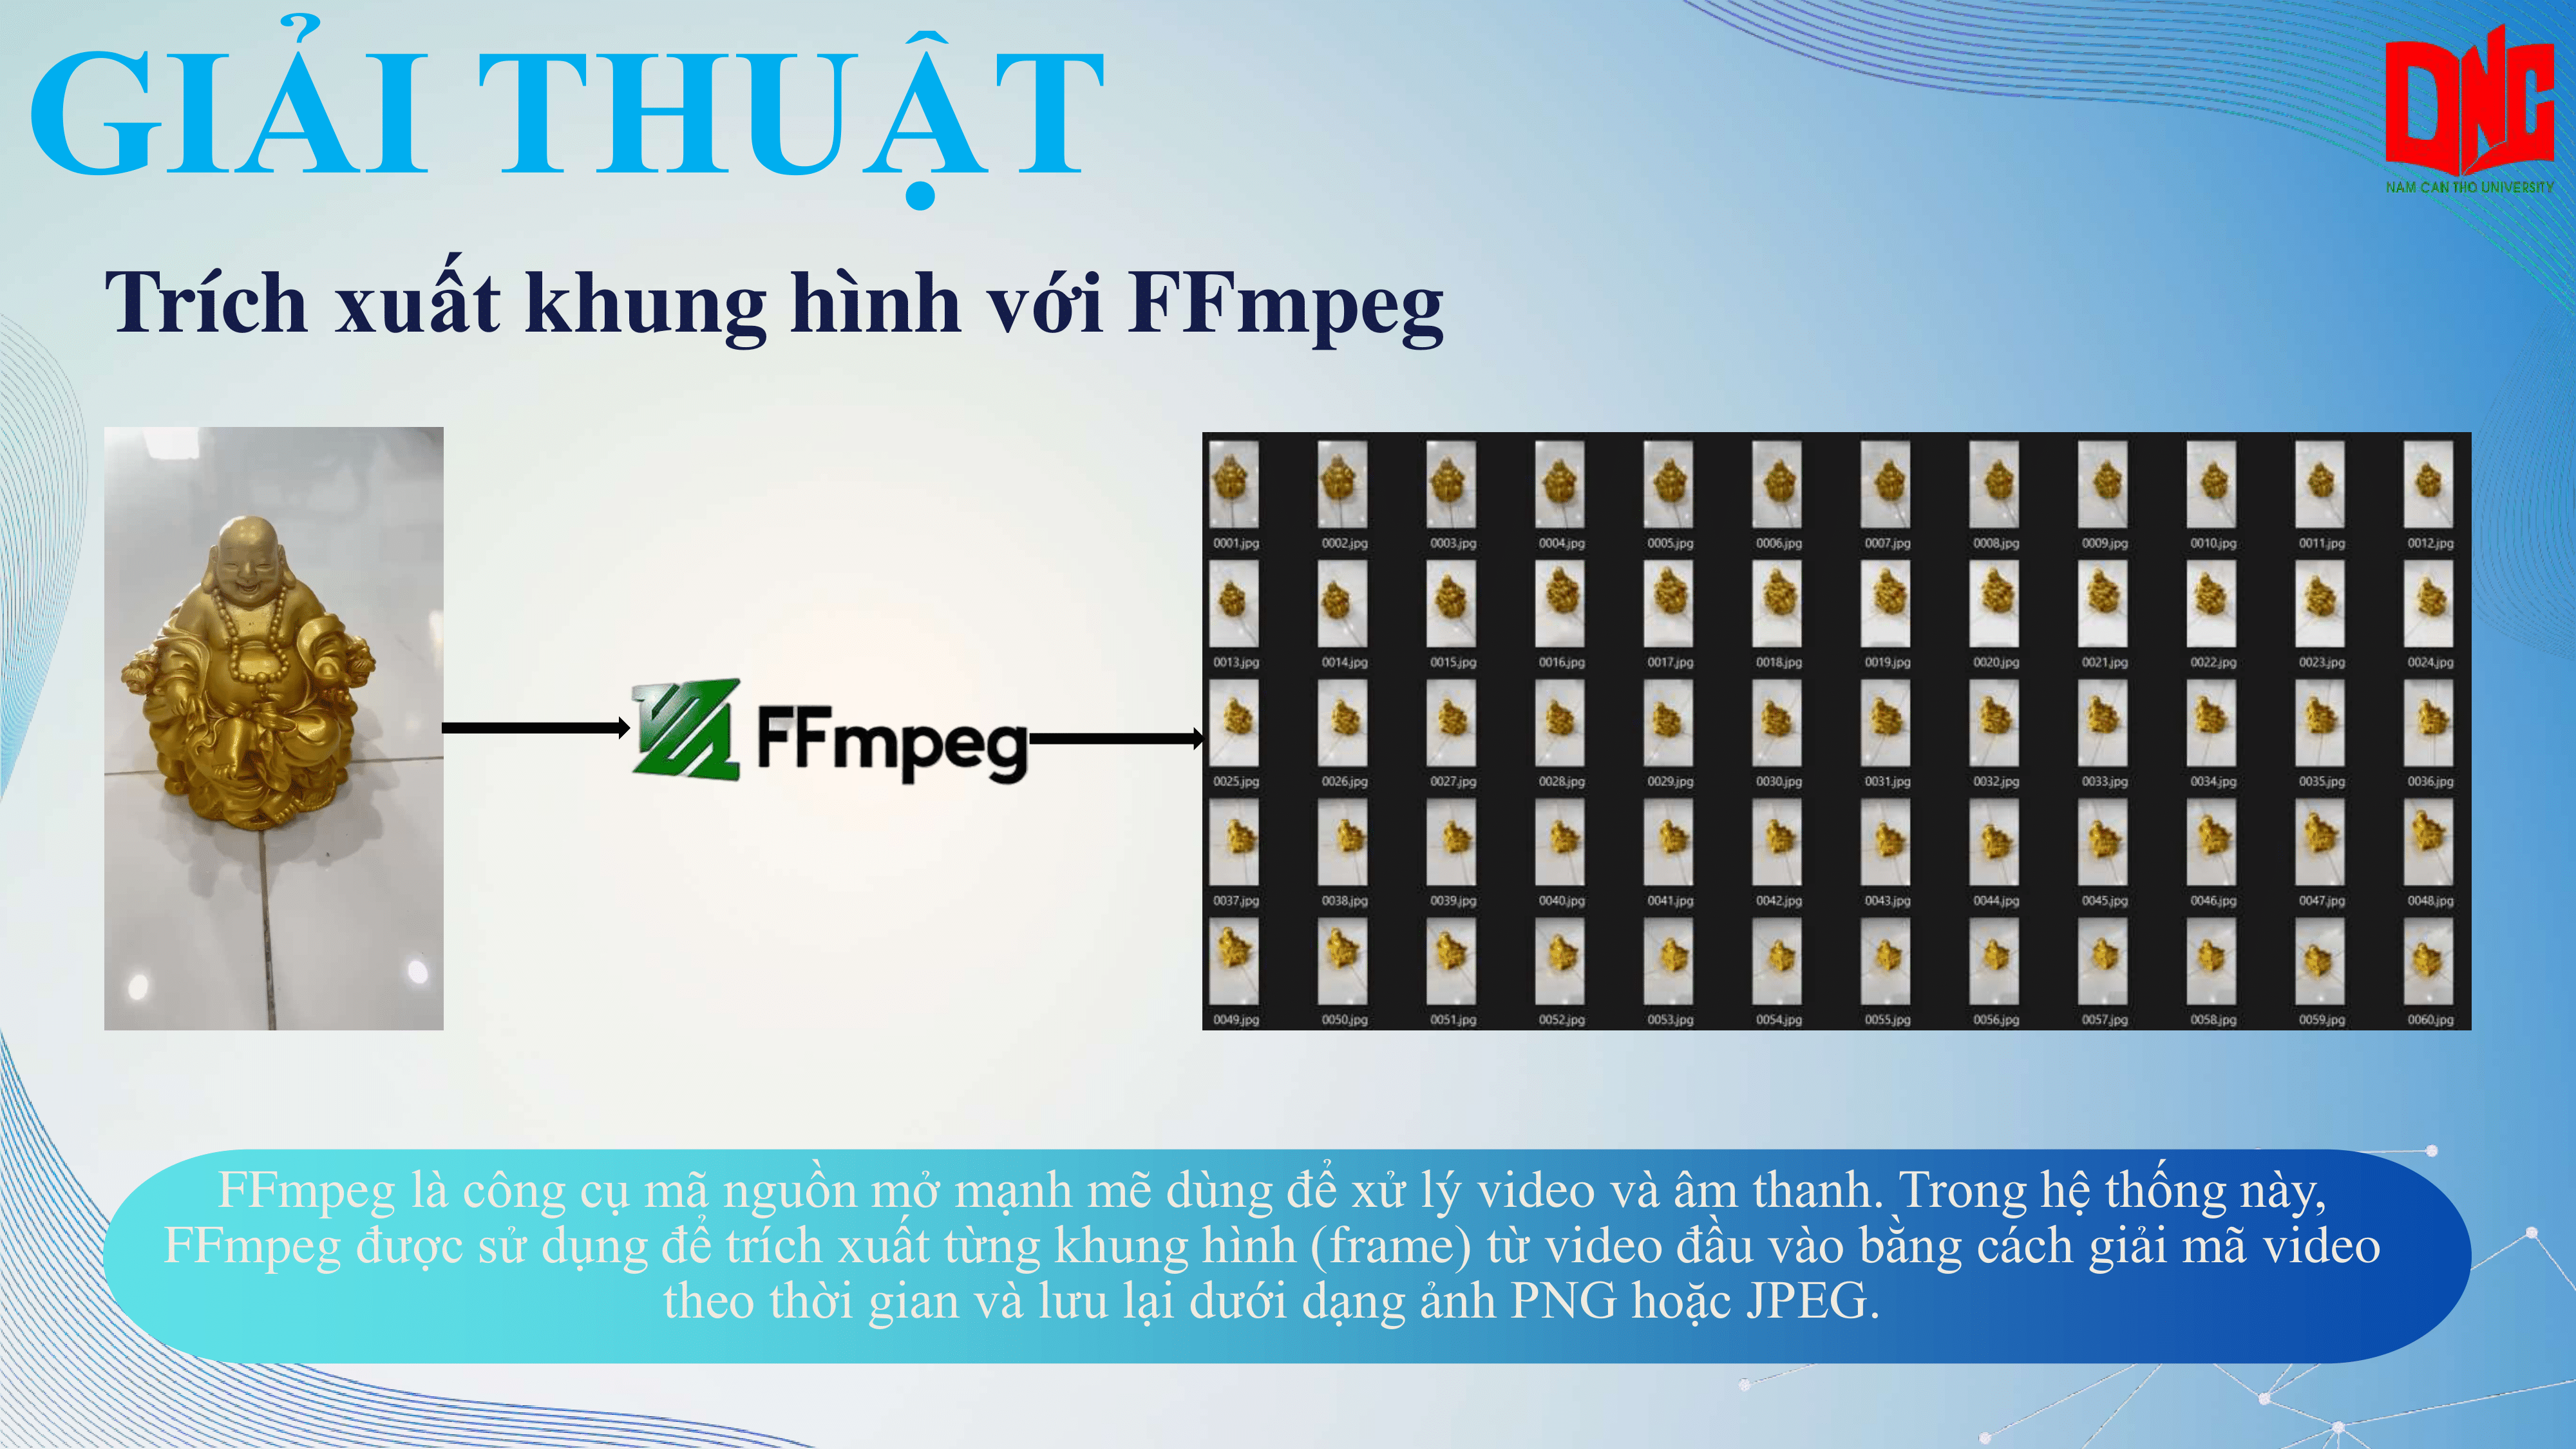 GIẢI THUẬT
DNC
NAM CAN THO UNIVERSITY
Trích xuất khung hình với FFmpeg
FFmpeg
0001.jpg 0002.jpg 0003.jpg 0004.jpg 0005.jpg 0006.jpg 0007.jpg 0008.jpg 0009.jpg 0010.jpg 0011.jpg 0012.jpg
0013.jpg 0014.jpg 0015.jpg 0016.jpg 0017.jpg 0018.jpg 0019.jpg 0020.jpg 0021.jpg 0022.jpg 0023.jpg 0024.jpg
0025.jpg 0026.jpg 0027.jpg 0028.jpg 0029.jpg 0030.jpg 0031.jpg 0032.jpg 0033.jpg 0034.jpg 0035.jpg 0036.jpg
0037.jpg 0038.jpg 0039.jpg 0040.jpg 0041.jpg 0042.jpg 0043.jpg 0044.jpg 0045.jpg 0046.jpg 0047.jpg 0048.jpg
0049.jpg 0050.jpg 0051.jpg 0052.jpg 0053.jpg 0054.jpg 0055.jpg 0056.jpg 0057.jpg 0058.jpg 0059.jpg 0060.jpg
FFmpeg là công cụ mã nguồn mở mạnh mẽ dùng để xử lý video và âm thanh. Trong hệ thống này,
FFmpeg được sử dụng để trích xuất từng khung hình (frame) từ video đầu vào bằng cách giải mã video
theo thời gian và lưu lại dưới dạng ảnh PNG hoặc JPEG.